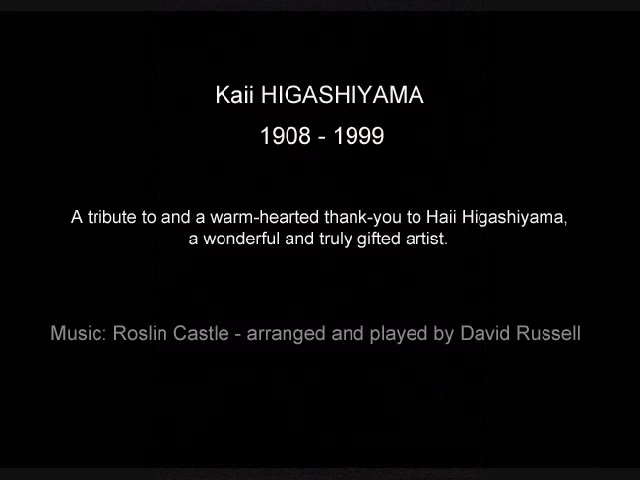 Kaii HIGASHIYAMA
1908 - 1999
A tribute to and a warm-hearted thank-you to Haii Higashiyama,
a wonderful and truly gifted artist.
Music: Roslin Castle - arranged and played by David Russell